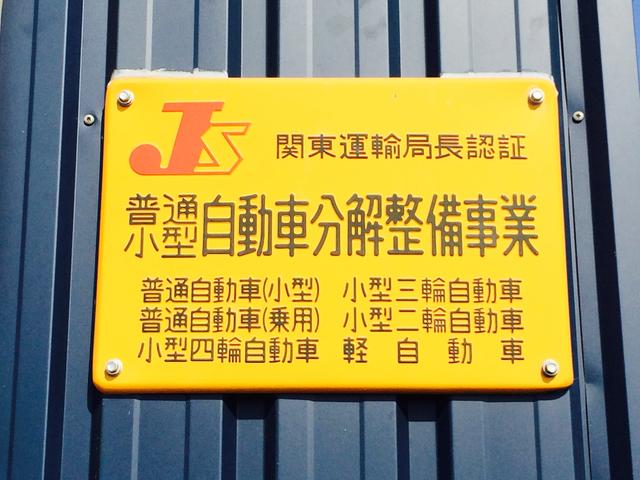 JS 関東運輸局長認証
普通小型自動車分解整備事業
普通自動車(小型) 小型三輪自動車
普通自動車(乗用) 小型二輪自動車
小型四輪自動車 軽自動車